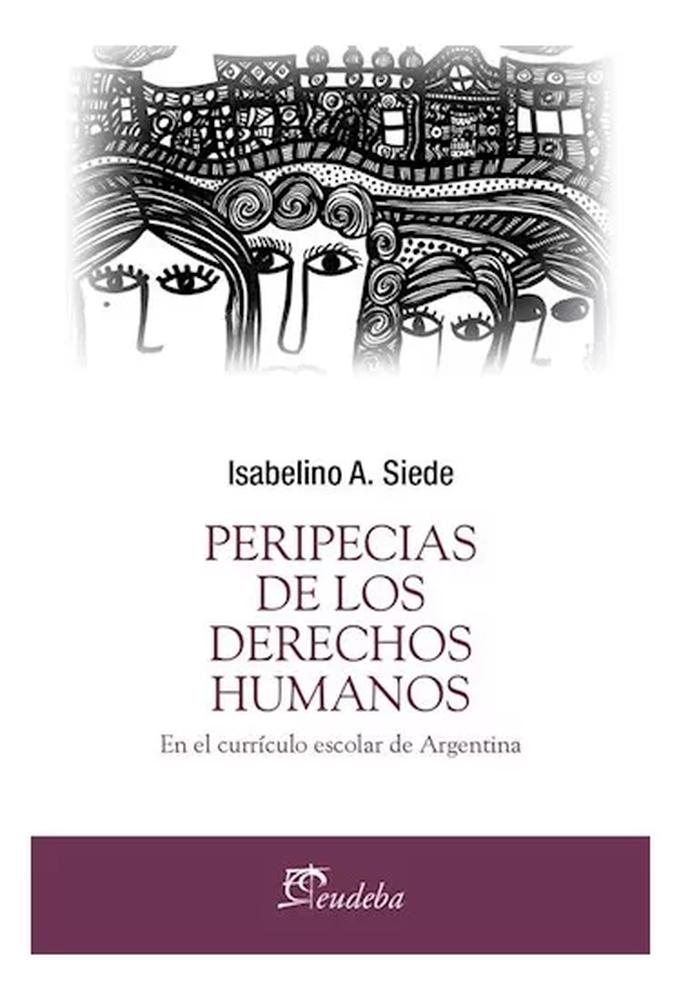 Isabelino A. Siede
PERIPECIAS
DE LOS
DERECHOS
HUMANOS
En el currículo escolar de Argentina
eudeba